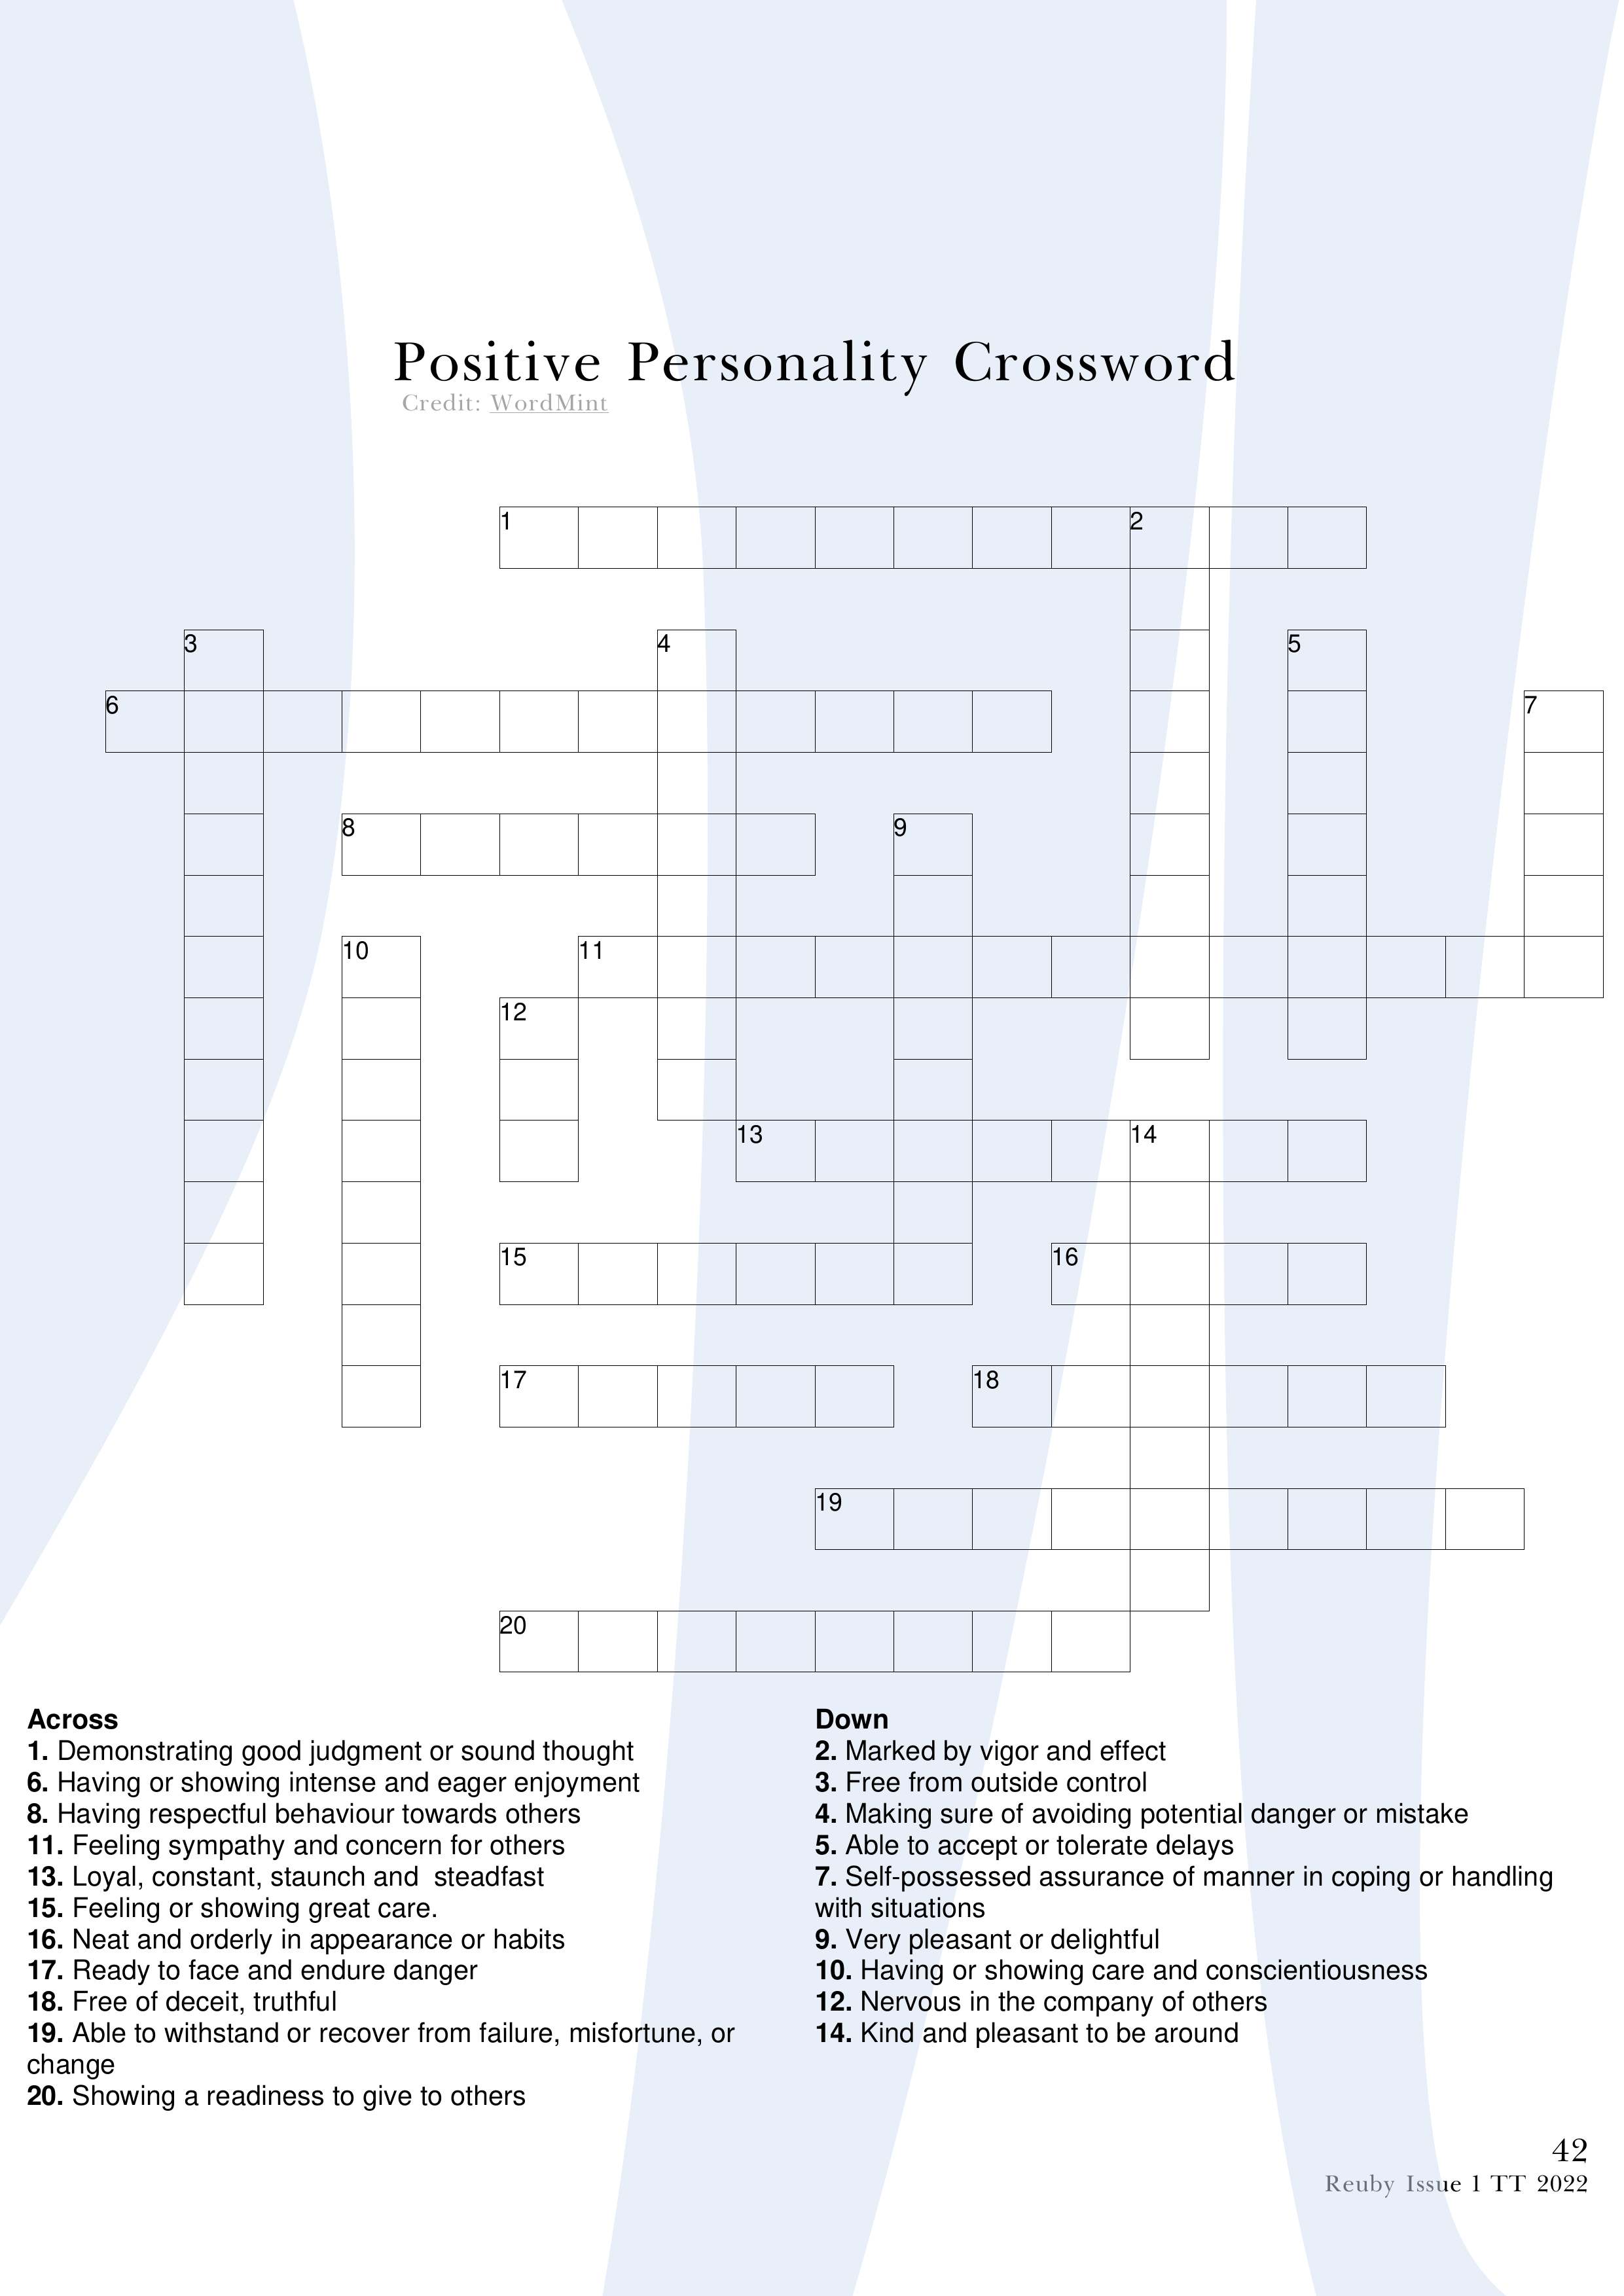 Positive Personality Crossword
Credit: WordMint
1 2
3 4 5
6 7
8 9
10 11
12
13 14
15 16
17 18
19
20
Across
1. Demonstrating good judgment or sound thought
6. Having or showing intense and eager enjoyment
8. Having respectful behaviour towards others
11. Feeling sympathy and concern for others
13. Loyal, constant, staunch and  steadfast
15. Feeling or showing great care.
16. Neat and orderly in appearance or habits
17. Ready to face and endure danger
18. Free of deceit, truthful
19. Able to withstand or recover from failure, misfortune, or
change
20. Showing a readiness to give to others
Down
2. Marked by vigor and effect
3. Free from outside control
4. Making sure of avoiding potential danger or mistake
5. Able to accept or tolerate delays
7. Self-possessed assurance of manner in coping or handling
with situations
9. Very pleasant or delightful
10. Having or showing care and conscientiousness
12. Nervous in the company of others
14. Kind and pleasant to be around
42
Reuby Issue 1 TT 2022